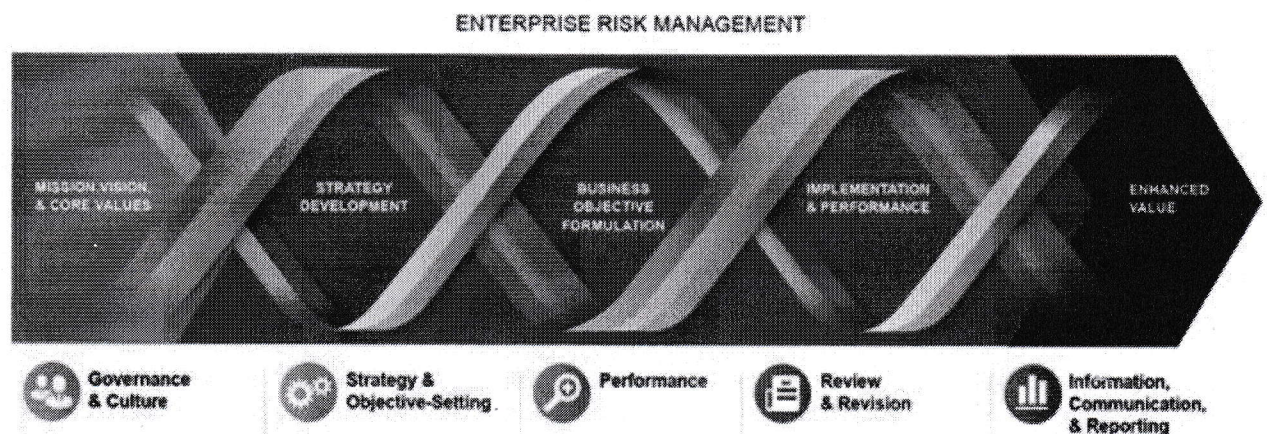 ENTERPRISE RISK MANAGEMENT
MISSION, VISION,
& CORE VALUES
STRATEGY
DEVELOPMENT
BUSINESS
OBJECTIVE
FORMULATION
IMPLEMENTATION
& PERFORMANCE
ENHANCED
VALUE
Governance
& Culture
Strategy &
Objective-Setting
Performance
Review
& Revision
Information,
Communication,
& Reporting